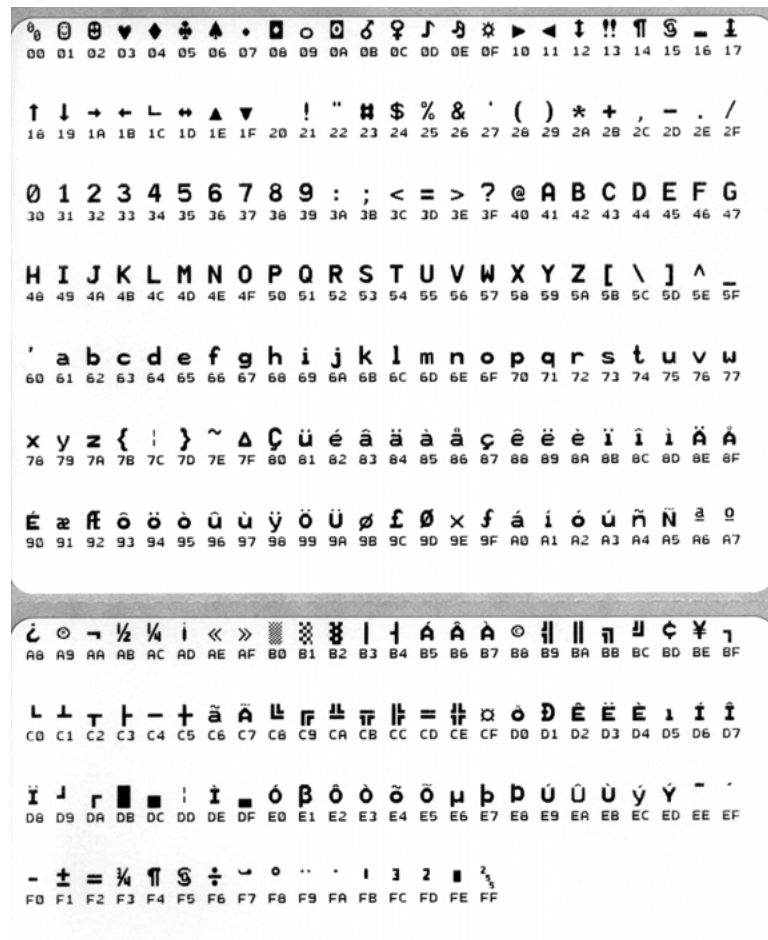 ⁰₀ ☺ ☻ ♥ ♦ ♣ ♠ • ◘ ○ ◙ ♂ ♀ ♪ ♫ ☼ ► ◄ ↕ ‼ ¶ § ▬ ↨
00 01 02 03 04 05 06 07 08 09 0A 0B 0C 0D 0E 0F 10 11 12 13 14 15 16 17
↑ ↓ → ← ∟ ↔ ▲ ▼ ! " # $ % & ' ( ) * + , - . /
18 19 1A 1B 1C 1D 1E 1F 20 21 22 23 24 25 26 27 28 29 2A 2B 2C 2D 2E 2F
0 1 2 3 4 5 6 7 8 9 : ; < = > ? @ A B C D E F G
30 31 32 33 34 35 36 37 38 39 3A 3B 3C 3D 3E 3F 40 41 42 43 44 45 46 47
H I J K L M N O P Q R S T U V W X Y Z [ \ ] ^ _
48 49 4A 4B 4C 4D 4E 4F 50 51 52 53 54 55 56 57 58 59 5A 5B 5C 5D 5E 5F
' a b c d e f g h i j k l m n o p q r s t u v w
60 61 62 63 64 65 66 67 68 69 6A 6B 6C 6D 6E 6F 70 71 72 73 74 75 76 77
x y z { ¦ } ~ ∆ Ç ü é â ä à å ç ê ë è ï î ì Ä Å
78 79 7A 7B 7C 7D 7E 7F 80 81 82 83 84 85 86 87 88 89 8A 8B 8C 8D 8E 8F
É æ Æ ô ö ò û ù ÿ Ö Ü ø £ Ø × ƒ á í ó ú ñ Ñ ª º
90 91 92 93 94 95 96 97 98 99 9A 9B 9C 9D 9E 9F A0 A1 A2 A3 A4 A5 A6 A7
¿ ® ¬ ½ ¼ ¡ « » ░ ▒ ▓ │ ┤ Á Â À © ╣ ║ ╗ ╝ ¢ ¥ ┐
A8 A9 AA AB AC AD AE AF B0 B1 B2 B3 B4 B5 B6 B7 B8 B9 BA BB BC BD BE BF
└ ┴ ┬ ├ ─ ┼ ã Ã ╚ ╔ ╩ ╦ ╠ ═ ╬ ¤ ð Ð Ê Ë È ı Í Î
C0 C1 C2 C3 C4 C5 C6 C7 C8 C9 CA CB CC CD CE CF D0 D1 D2 D3 D4 D5 D6 D7
Ï ┘ ┌ █ ▄ ¦ Ì ▄ Ó β Ô Ò õ Õ µ þ Þ Ú Û Ù ý Ý ¯ ´
D8 D9 DA DB DC DD DE DF E0 E1 E2 E3 E4 E5 E6 E7 E8 E9 EA EB EC ED EE EF
- ± = ¾ ¶ § ÷ ¸ ° ¨ · ¹ ³ ² ■ ²₅₅
F0 F1 F2 F3 F4 F5 F6 F7 F8 F9 FA FB FC FD FE FF